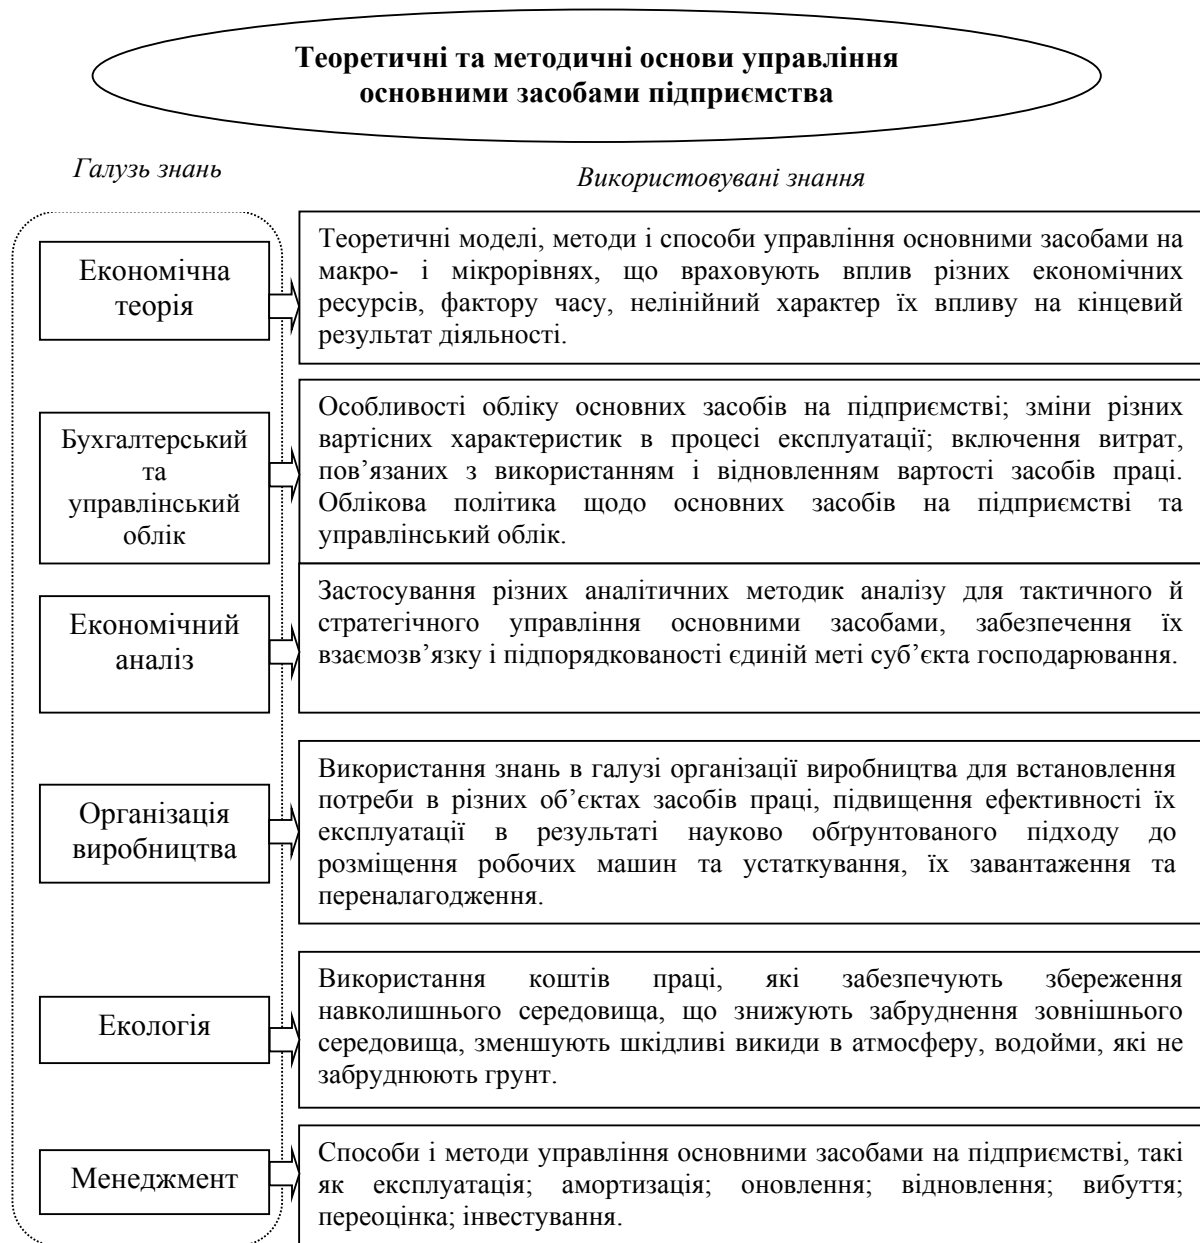 Теоретичні та методичні основи управління
основними засобами підприємства
Галузь знань
Використовувані знання
Економічна
теорія
Теоретичні моделі, методи і способи управління основними засобами на
макро- і мікрорівнях, що враховують вплив різних економічних
ресурсів, фактору часу, нелінійний характер їх впливу на кінцевий
результат діяльності.
Бухгалтерський
та
управлінський
облік
Особливості обліку основних засобів на підприємстві; зміни різних
вартісних характеристик в процесі експлуатації; включення витрат,
пов’язаних з використанням і відновленням вартості засобів праці.
Облікова політика щодо основних засобів на підприємстві та
управлінський облік.
Економічний
аналіз
Застосування різних аналітичних методик аналізу для тактичного й
стратегічного управління основними засобами, забезпечення їх
взаємозв’язку і підпорядкованості єдиній меті суб’єкта господарювання.
Організація
виробництва
Використання знань в галузі організації виробництва для встановлення
потреби в різних об’єктах засобів праці, підвищення ефективності їх
експлуатації в результаті науково обґрунтованого підходу до
розміщення робочих машин та устаткування, їх завантаження та
переналагодження.
Екологія
Використання коштів праці, які забезпечують збереження
навколишнього середовища, що знижують забруднення зовнішнього
середовища, зменшують шкідливі викиди в атмосферу, водойми, які не
забруднюють грунт.
Менеджмент
Способи і методи управління основними засобами на підприємстві, такі
як експлуатація; амортизація; оновлення; відновлення; вибуття;
переоцінка; інвестування.